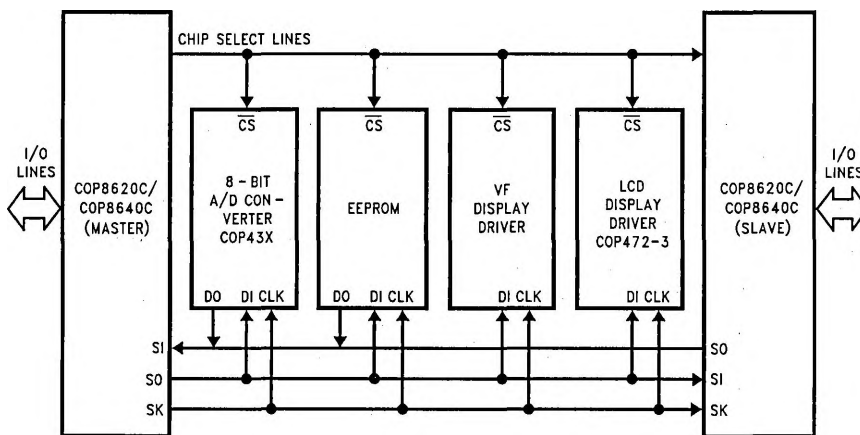 CHIP SELECT LINES
I/O
LINES
COP8620C/
COP8640C
(MASTER)
CS
8-BIT
A/D CON-
VERTER
COP43X
DO
DI CLK
CS
EEPROM
DO
DI CLK
CS
VF
DISPLAY
DRIVER
DI CLK
CS
LCD
DISPLAY
DRIVER
COP472-3
DI CLK
COP8620C/
COP8640C
(SLAVE)
I/O
LINES
SI
SO
SK
SO
SI
SK